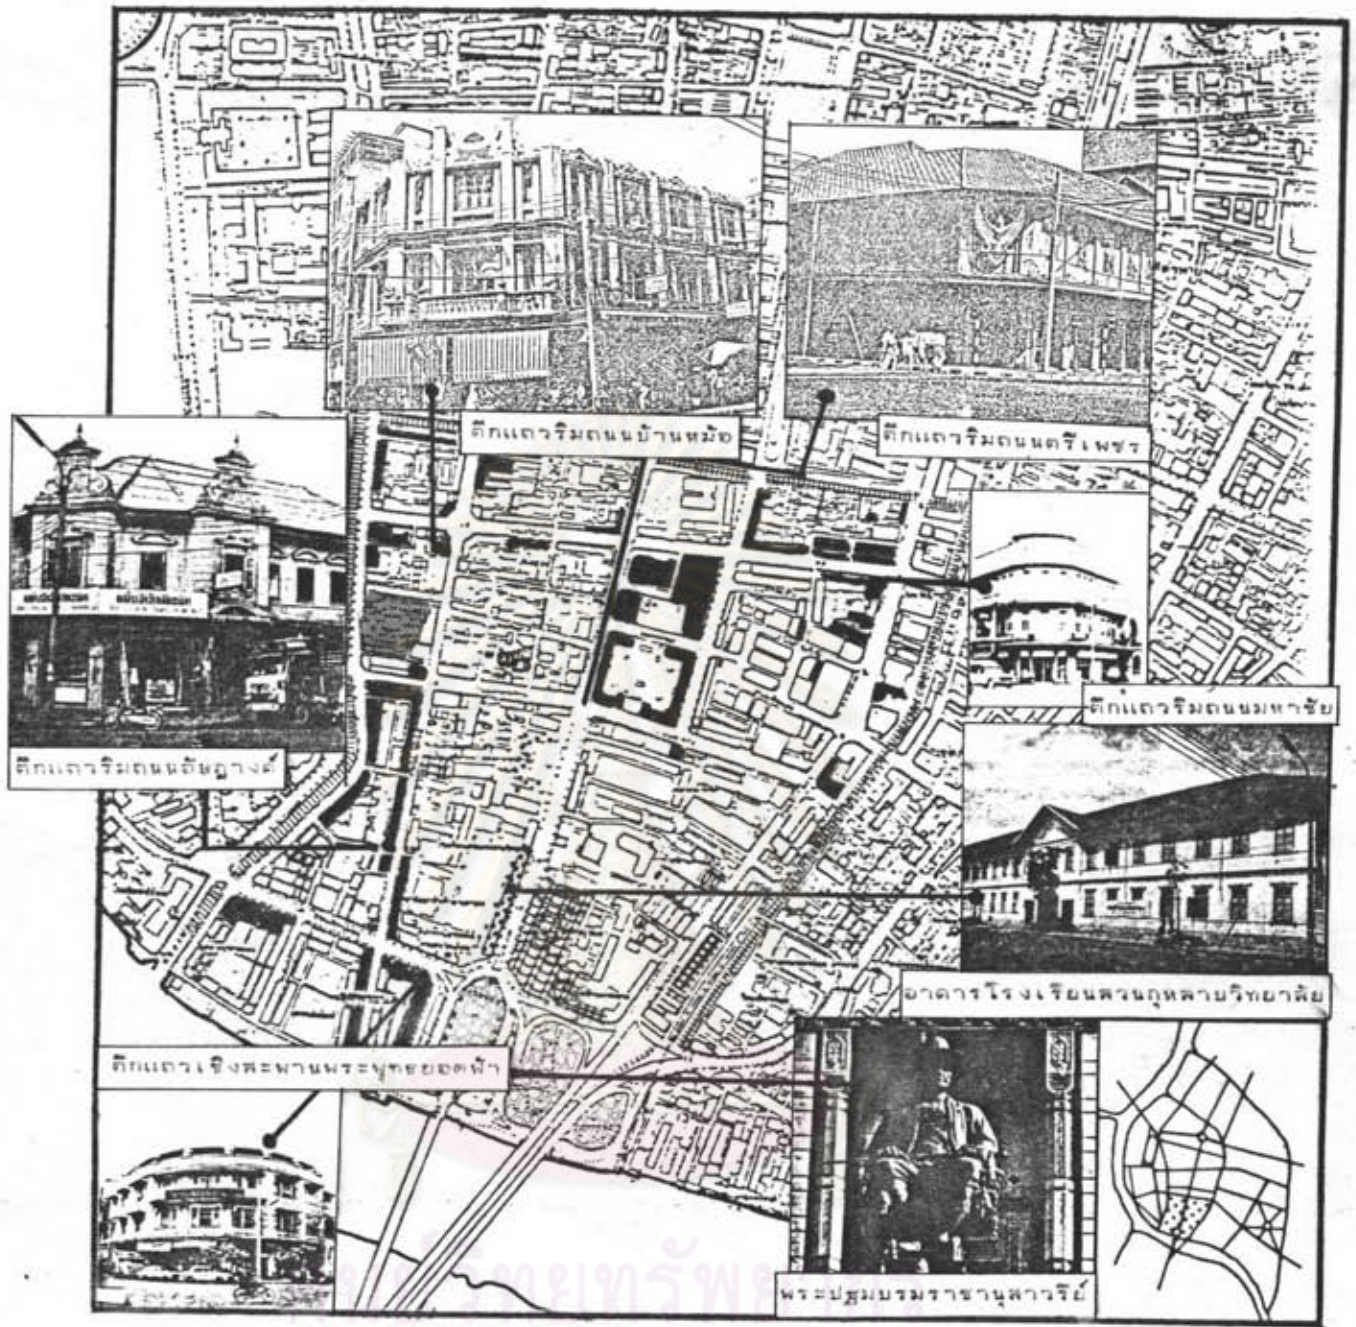 ตึกแถวริมถนนบ้านหม้อ
ตึกแถวริมถนนตรีเพชร
ตึกแถวริมถนนมหาชัย
ตึกแถวริมถนนอัษฎางค์
อาคารโรงเรียนสวนกุหลาบวิทยาลัย
ตึกแถวเชิงสะพานพระพุทธยอดฟ้า
พระปฐมบรมราชานุสาวรีย์